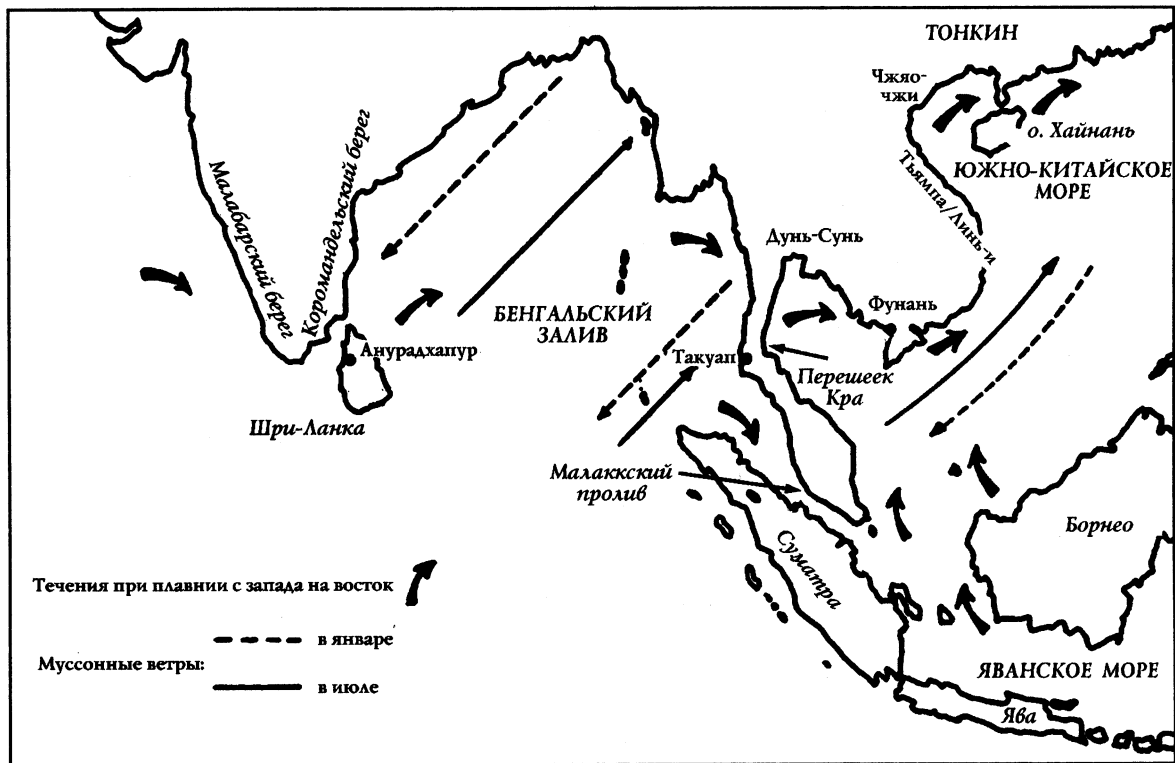 ТОНКИН
Чжяо-
чжи
о. Хайнань
ЮЖНО-КИТАЙСКОЕ
МОРЕ
Тьямпа/Линь-и
Малабарский берег
Коромандельский берег
Дунь-Сунь
Фунань
БЕНГАЛЬСКИЙ
ЗАЛИВ
Анурадхапур
Такуап
Перешеек
Кра
Шри-Ланка
Малаккский
пролив
Борнео
Суматра
Течения при плавнии с запада на восток
в январе
Муссонные ветры:
в июле
ЯВАНСКОЕ МОРЕ
Ява